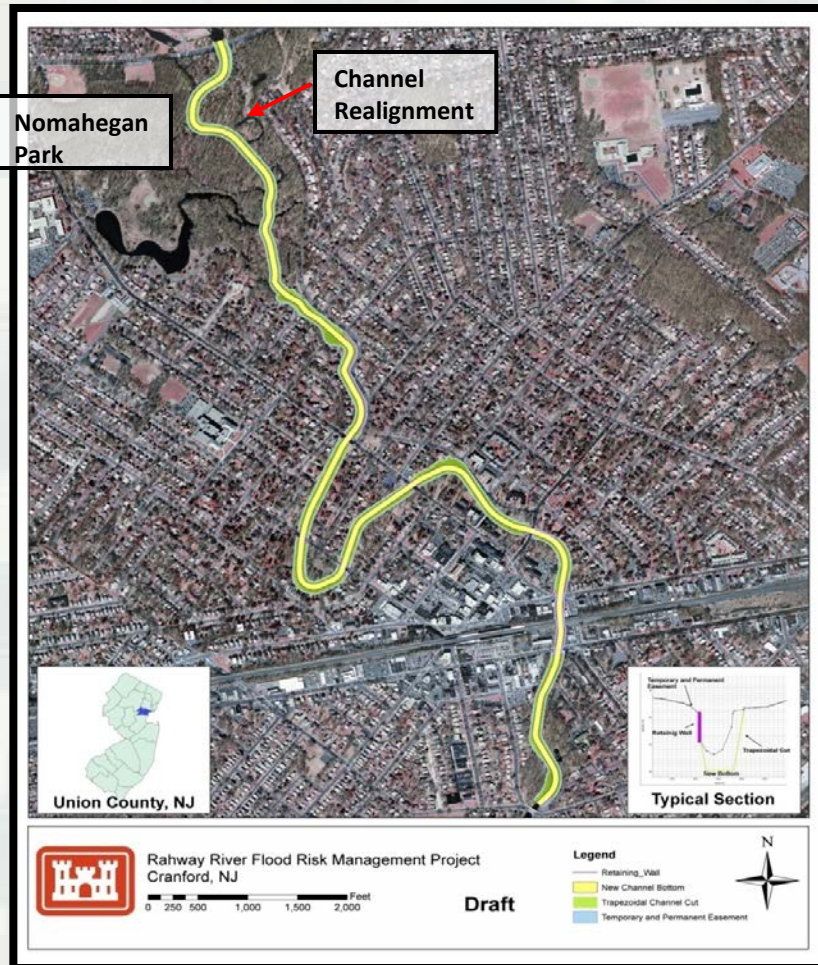 Channel
Realignment
Nomahegan
Park
Union County, NJ
Temporary and Permanent
Easement
Retainig Wall
Trapezoidal Cut
New Bottom
Typical Section
Rahway River Flood Risk Management Project
Cranford, NJ
Feet
0 250 500 1,000 1,500 2,000
Draft
Legend
Retaining_Wall
New Channel Bottom
Trapezoidal Channel Cut
Temporary and Permanent Easement
N